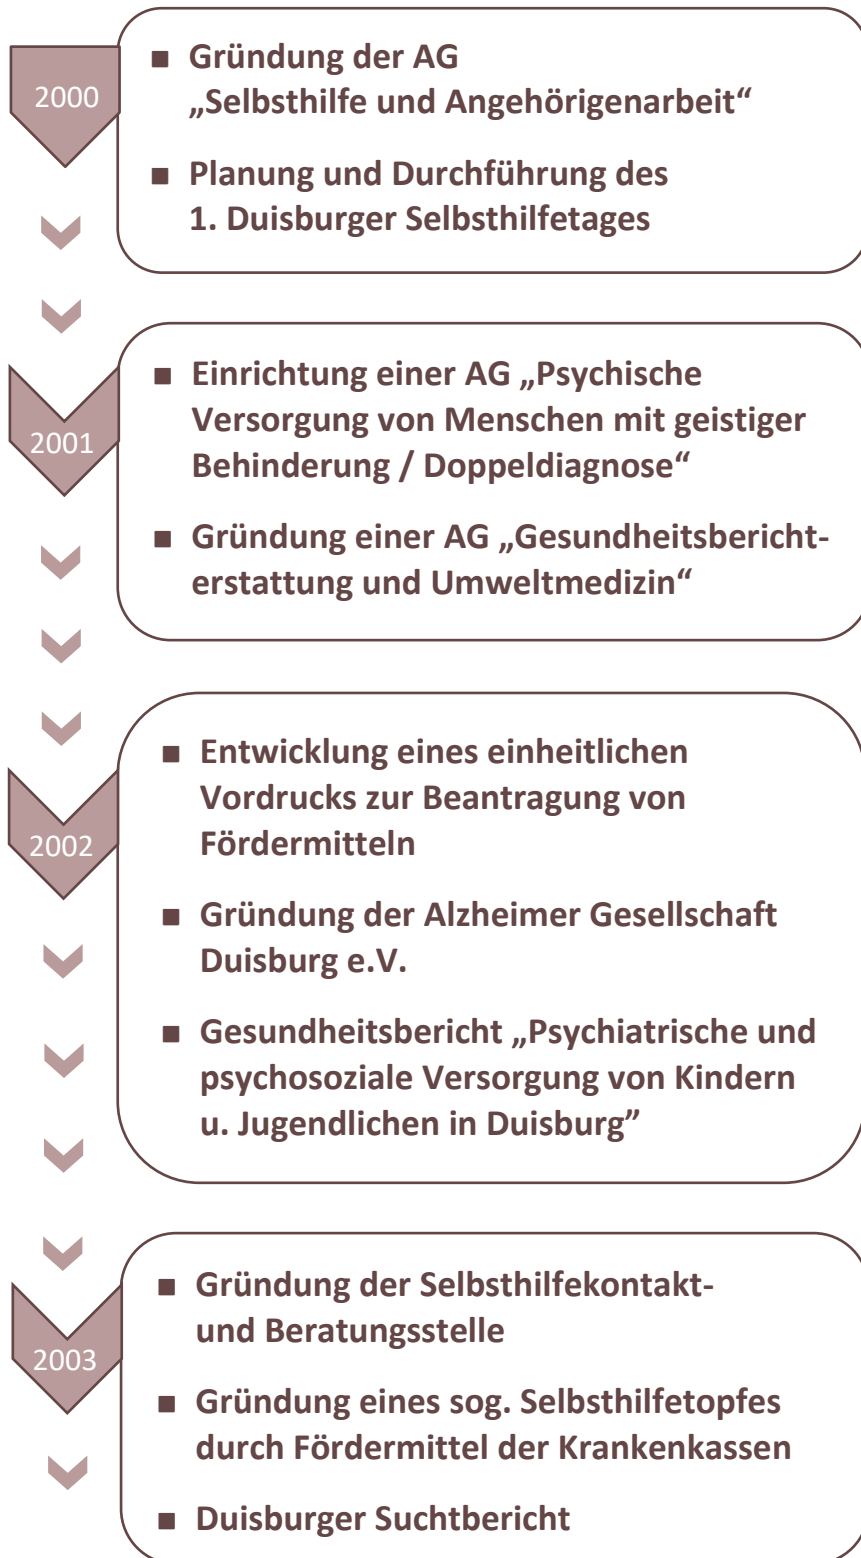 2000
■ Gründung der AG
„Selbsthilfe und Angehörigenarbeit“
■ Planung und Durchführung des
1. Duisburger Selbsthilfetages
2001
■ Einrichtung einer AG „Psychische
Versorgung von Menschen mit geistiger
Behinderung / Doppeldiagnose“
■ Gründung einer AG „Gesundheitsbericht-
erstattung und Umweltmedizin“
2002
■ Entwicklung eines einheitlichen
Vordrucks zur Beantragung von
Fördermitteln
■ Gründung der Alzheimer Gesellschaft
Duisburg e.V.
■ Gesundheitsbericht „Psychiatrische und
psychosoziale Versorgung von Kindern
u. Jugendlichen in Duisburg”
2003
■ Gründung der Selbsthilfekontakt-
und Beratungsstelle
■ Gründung eines sog. Selbsthilfetopfes
durch Fördermittel der Krankenkassen
■ Duisburger Suchtbericht